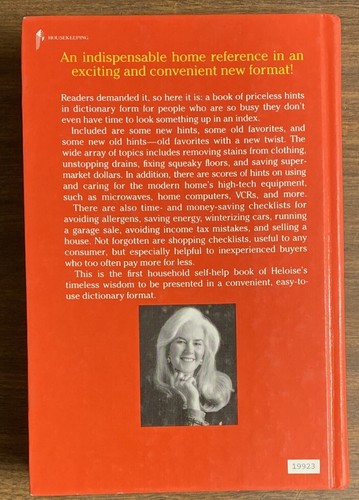 HOUSEKEEPING
An indispensable home reference in an
exciting and convenient new format!
Readers demanded it, so here it is: a book of priceless hints
in dictionary form for people who are so busy they don't
even have time to look something up in an index.
Included are some new hints, some old favorites, and
some new old hints—old favorites with a new twist. The
wide array of topics includes removing stains from clothing,
unstopping drains, fixing squeaky floors, and saving super-
market dollars. In addition, there are scores of hints on using
and caring for the modern home's high-tech equipment,
such as microwaves, home computers, VCRs, and more.
There are also time- and money-saving checklists for
avoiding allergens, saving energy, winterizing cars, running
a garage sale, avoiding income tax mistakes, and selling a
house. Not forgotten are shopping checklists, useful to any
consumer, but especially helpful to inexperienced buyers
who too often pay more for less.
This is the first household self-help book of Heloise's
timeless wisdom to be presented in a convenient, easy-to-
use dictionary format.
19923